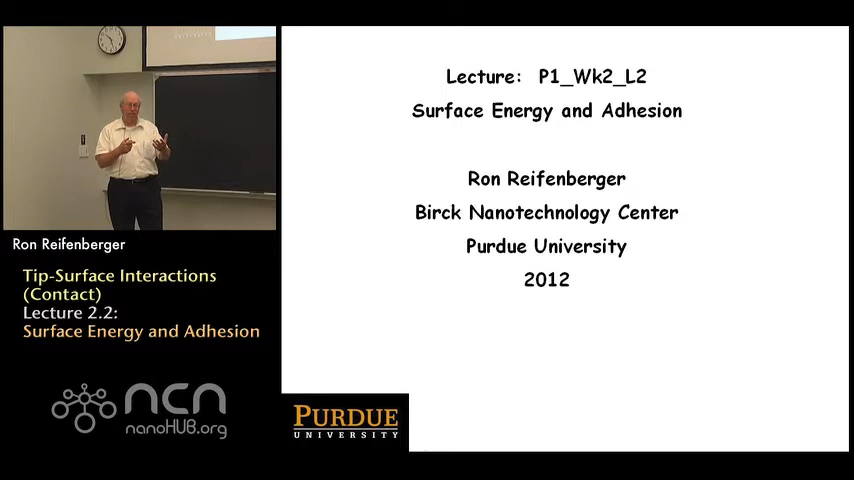 Lecture: P1_Wk2_L2
Surface Energy and Adhesion
Ron Reifenberger
Birck Nanotechnology Center
Purdue University
2012
Ron Reifenberger
Tip-Surface Interactions
(Contact)
Lecture 2.2:
Surface Energy and Adhesion
ncn
nanoHUB.org
PURDUE
UNIVERSITY